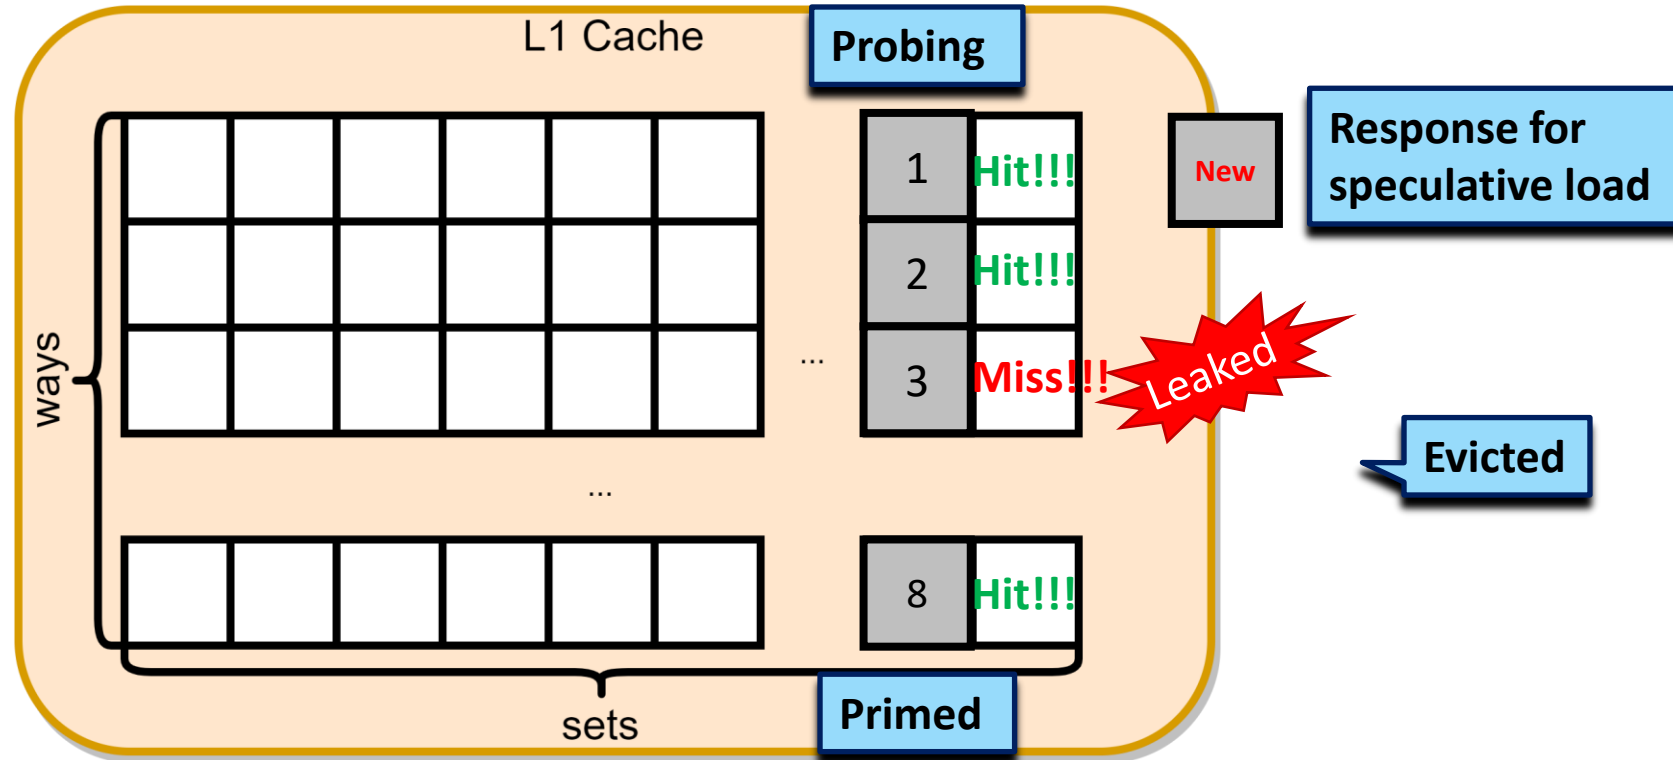 L1 Cache
Probing
Response for
speculative load
New
1
Hit!!!
2
Hit!!!
ways
...
3
Miss!!!
Leaked
Evicted
...
8
Hit!!!
Primed
sets